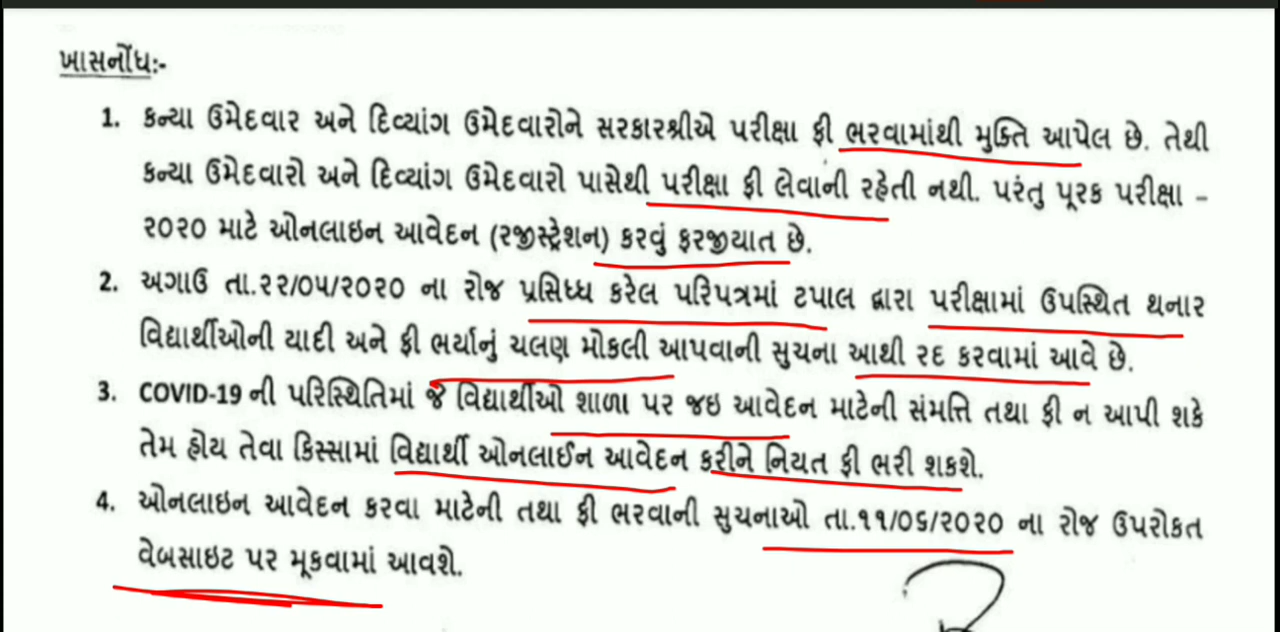 ખાસનોંધઃ-
1. કન્યા ઉમેદવાર અને દિવ્યાંગ ઉમેદવારોને સરકારશ્રીએ પરીક્ષા ફી ભરવામાંથી મુક્તિ આપેલ છે. તેથી
કન્યા ઉમેદવારો અને દિવ્યાંગ ઉમેદવારો પાસેથી પરીક્ષા ફી લેવાની રહેતી નથી. પરંતુ પૂરક પરીક્ષા –
૨૦૨૦ માટે ઓનલાઇન આવેદન (રજીસ્ટ્રેશન) કરવું ફરજીયાત છે.
2. અગાઉ તા.૨૨/૦૫/૨૦૨૦ ના રોજ પ્રસિધ્ધ કરેલ પરિપત્રમાં ટપાલ દ્વારા પરીક્ષામાં ઉપસ્થિત થનાર
વિદ્યાર્થીઓની યાદી અને ફી ભર્યાનું ચલણ મોકલી આપવાની સુચના આથી રદ કરવામાં આવે છે.
3. COVID-19 ની પરિસ્થિતિમાં જે વિદ્યાર્થીઓ શાળા પર જઇ આવેદન માટેની સંમત્તિ તથા ફી ન આપી શકે
તેમ હોય તેવા કિસ્સામાં વિદ્યાર્થી ઓનલાઈન આવેદન કરીને નિયત ફી ભરી શકશે.
4. ઓનલાઇન આવેદન કરવા માટેની તથા ફી ભરવાની સુચનાઓ તા.૧૧/૦૬/૨૦૨૦ ના રોજ ઉપરોકત
વેબસાઇટ પર મૂકવામાં આવશે.